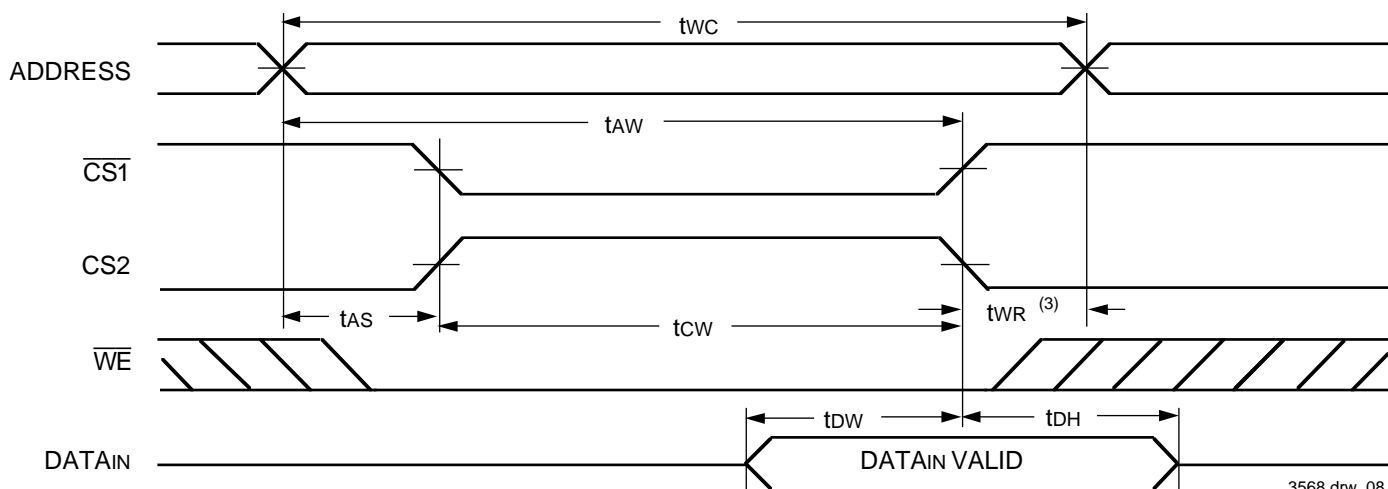 tWC
ADDRESS
tAW
CS1
CS2
tAS
tCW
tWR (3)
WE
tDW
tDH
DATAIN
DATAIN VALID
3568 drw 08